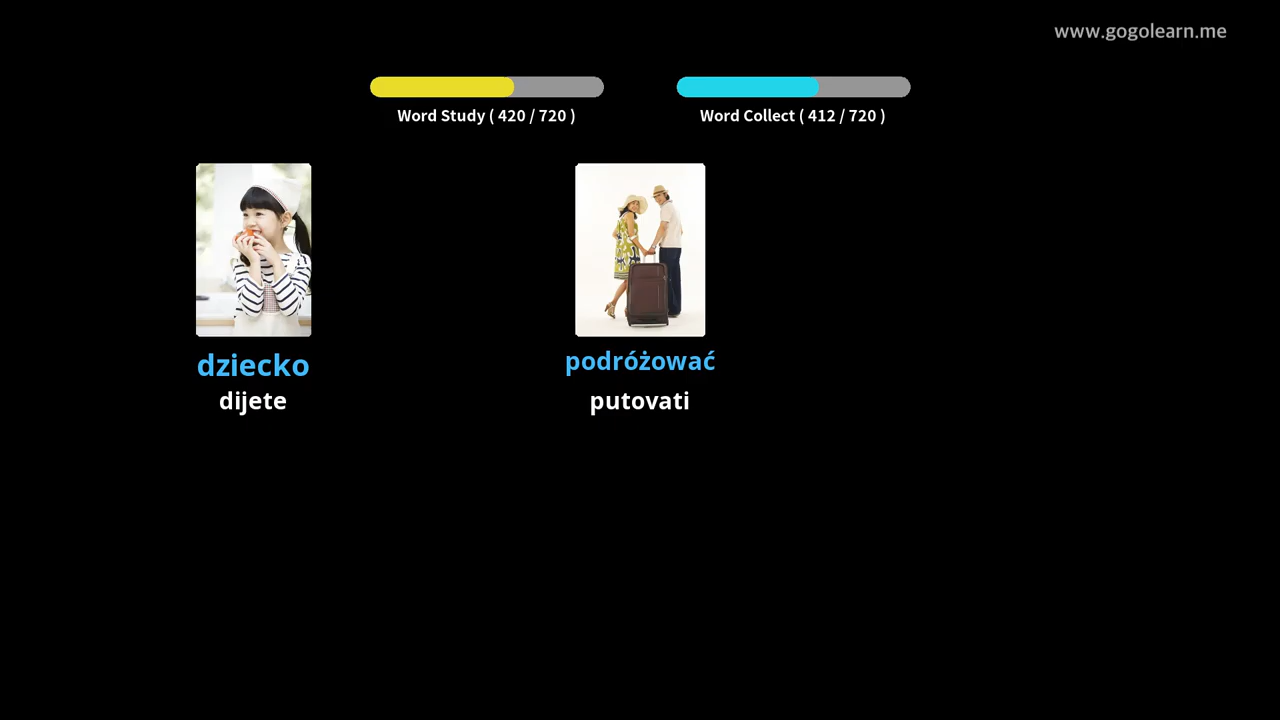 www.gogolearn.me
Word Study ( 420 / 720 )
Word Collect ( 412 / 720 )
dziecko
dijete
podróżować
putovati